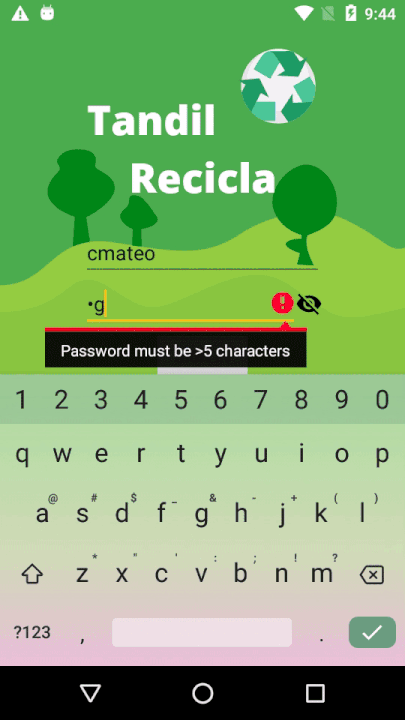 9:44
Tandil
Recicla
cmateo
•g
Password must be >5 characters
1 2 3 4 5 6 7 8 9 0
q w e r t y u i o p
@ # $ _ & - + ( )
a s d f g h j k l
* " ' : ; ! ?
z x c v b n m
?123 , .